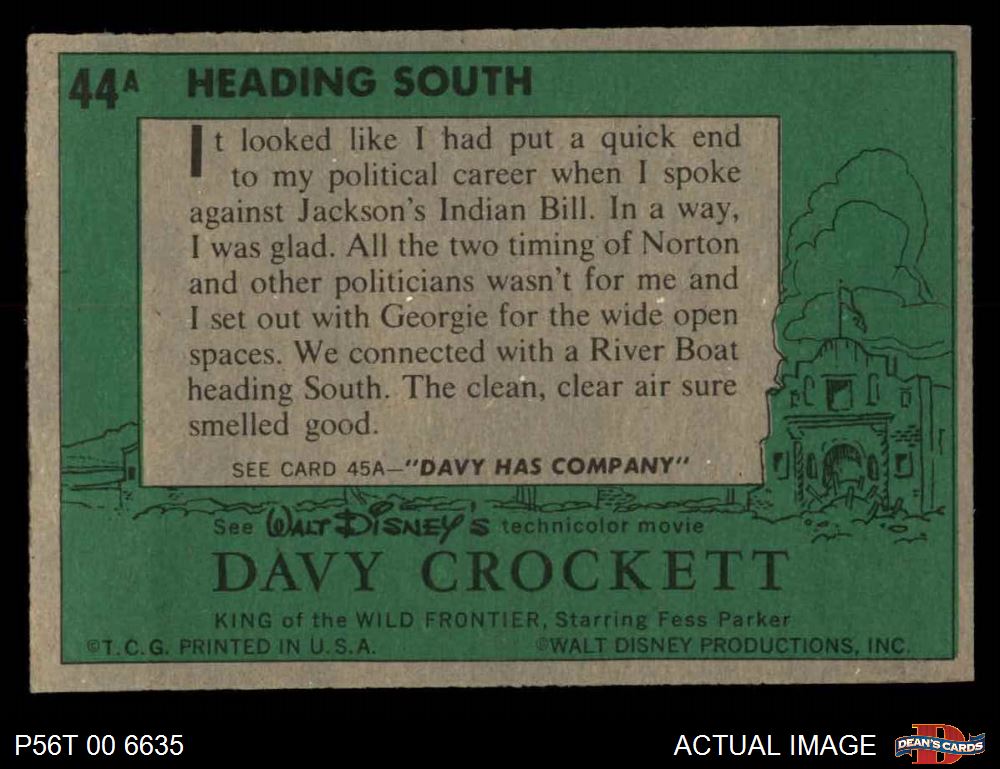 44A HEADING SOUTH
It looked like I had put a quick end
to my political career when I spoke
against Jackson's Indian Bill. In a way,
I was glad. All the two timing of Norton
and other politicians wasn't for me and
I set out with Georgie for the wide open
spaces. We connected with a River Boat
heading South. The clean, clear air sure
smelled good.
SEE CARD 45A—"DAVY HAS COMPANY"
See WALT DISNEY'S technicolor movie
DAVY CROCKETT
KING of the WILD FRONTIER, Starring Fess Parker
©T.C.G. PRINTED IN U.S.A. ©WALT DISNEY PRODUCTIONS, INC.
P56T 00 6635 ACTUAL IMAGE DEAN'S CARDS